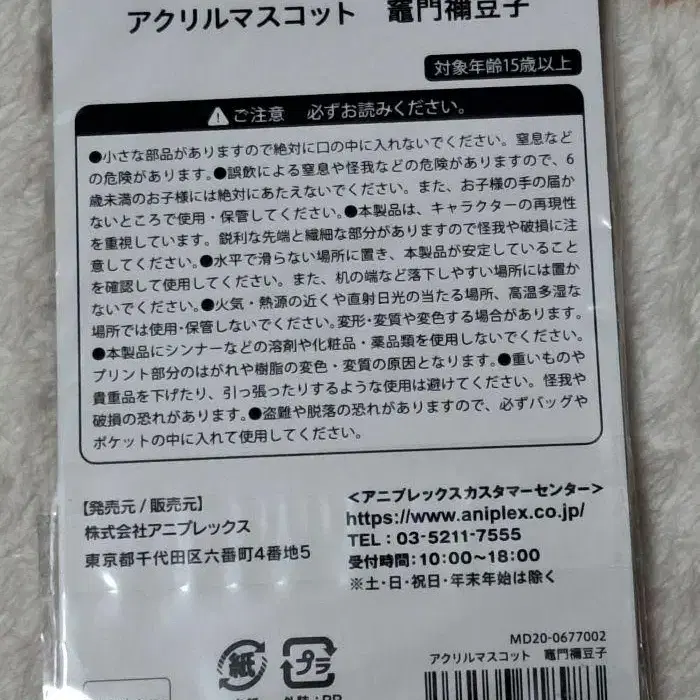 アクリルマスコット　竈門禰豆子
対象年齢15歳以上
ご注意　必ずお読みください。
●小さな部品がありますので絶対に口の中に入れないでください。窒息など
の危険があります。●誤飲による窒息や怪我などの危険がありますので、6
歳未満のお子様には絶対にあたえないでください。また、お子様の手の届か
ないところで使用・保管してください。●本製品は、キャラクターの再現性
を重視しています。鋭利な先端と繊細な部分がありますので怪我や破損に注
意してください。●水平で滑らない場所に置き、本製品が安定していること
を確認して使用してください。また、机の端など落下しやすい場所には置か
ないでください。●火気・熱源の近くや直射日光の当たる場所、高温多湿な
場所では使用・保管しないでください。変形・変質や変色する場合があります。
●本製品にシンナーなどの溶剤や化粧品・薬品類を使用しないでください。
プリント部分のはがれや樹脂の変色・変質の原因となります。●重いものや
貴重品を下げたり、引っ張ったりするような使用は避けてください。怪我や
破損の恐れがあります。●盗難や脱落の恐れがありますので、必ずバッグや
ポケットの中に入れて使用してください。
【発売元/販売元】
株式会社アニプレックス
東京都千代田区六番町4番地5
<アニプレックスカスタマーセンター>
https://www.aniplex.co.jp/
TEL：03-5211-7555
受付時間：10:00〜18:00
※土・日・祝日・年末年始は除く
紙
プラ
MD20-0677002
アクリルマスコット　竈門禰豆子